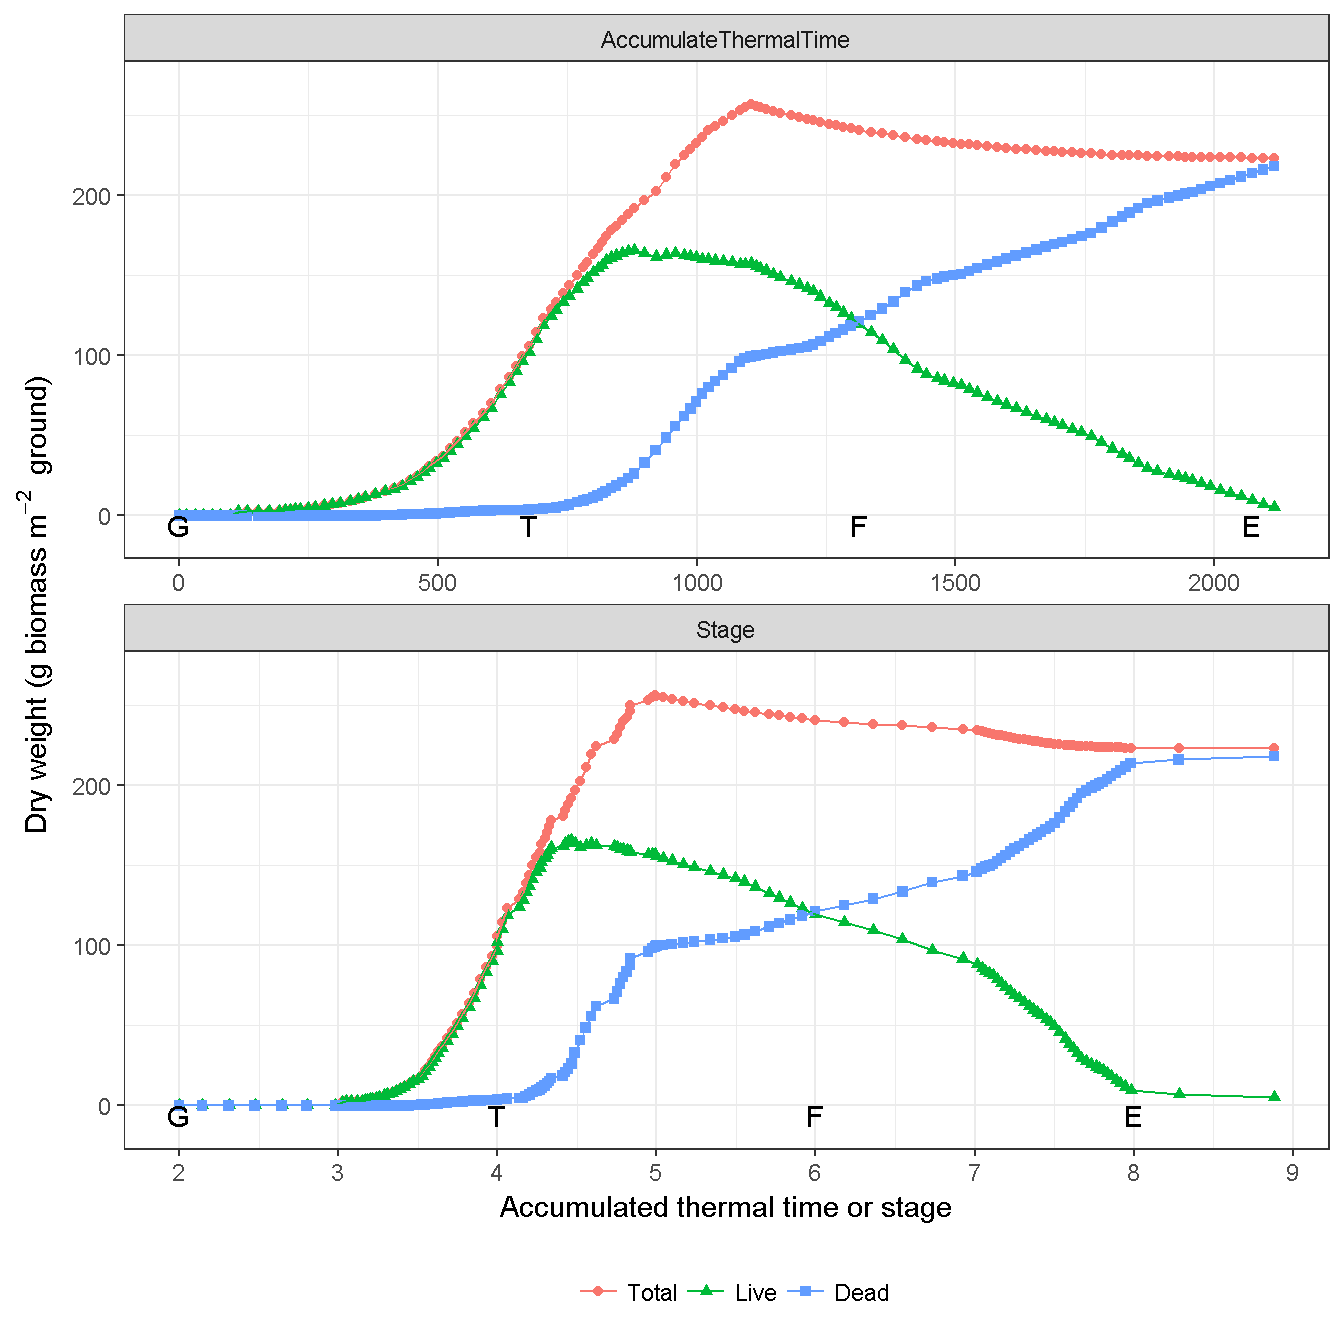 AccumulateThermalTime
200
100
0
G T F E
0 500 1000 1500 2000
Dry weight (g biomass m⁻² ground)
Stage
200
100
0
G T F E
2 3 4 5 6 7 8 9
Accumulated thermal time or stage
Total Live Dead